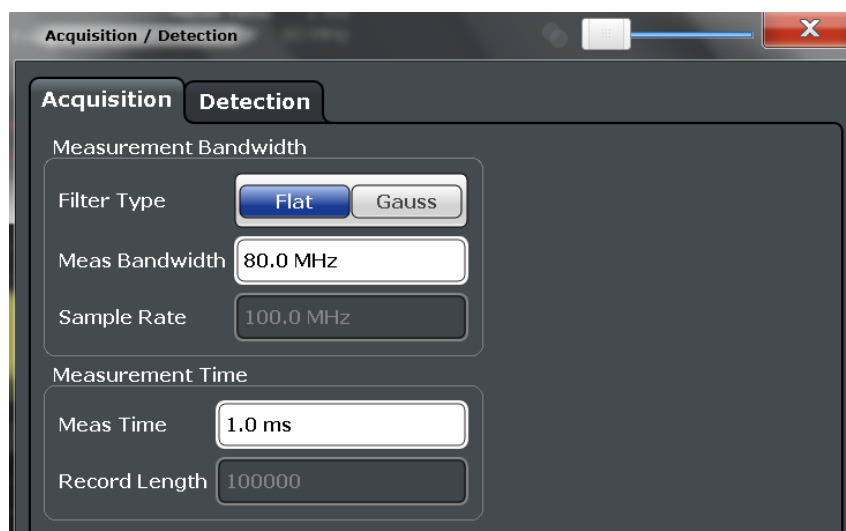 Acquisition / Detection
X
Acquisition Detection
Measurement Bandwidth
Filter Type Flat Gauss
Meas Bandwidth 80.0 MHz
Sample Rate 100.0 MHz
Measurement Time
Meas Time 1.0 ms
Record Length 100000